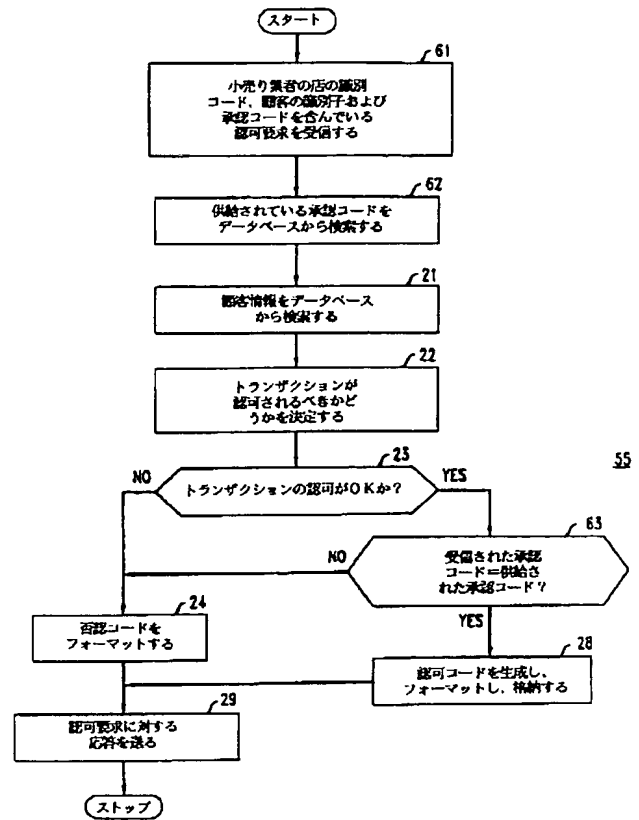 スタート
61
小売り業者の店の識別
コード、顧客の識別子および
承認コードを含んでいる
認可要求を受信する
62
供給されている承認コードを
データベースから検索する
21
顧客情報をデータベース
から検索する
22
トランザクションが
認可されるべきかど
うかを決定する
23
NO
トランザクションの認可がOKか?
YES
55
63
NO
受信された承認
コード=供給さ
れた承認コード?
YES
24
否認コードを
フォーマットする
28
認可コードを生成し、
フォーマットし、格納する
29
認可要求に対する
応答を送る
ストップ